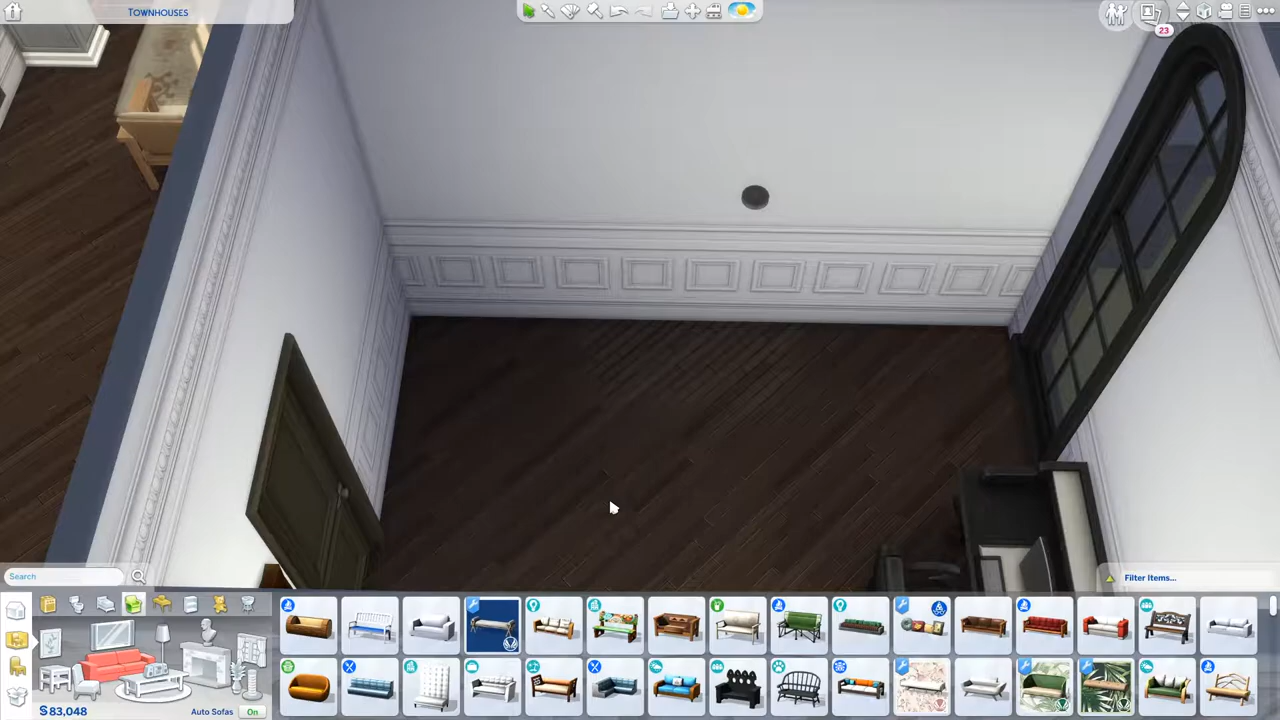 TOWNHOUSES
23
Search
Filter Items...
§83,048
Auto Sofas
On